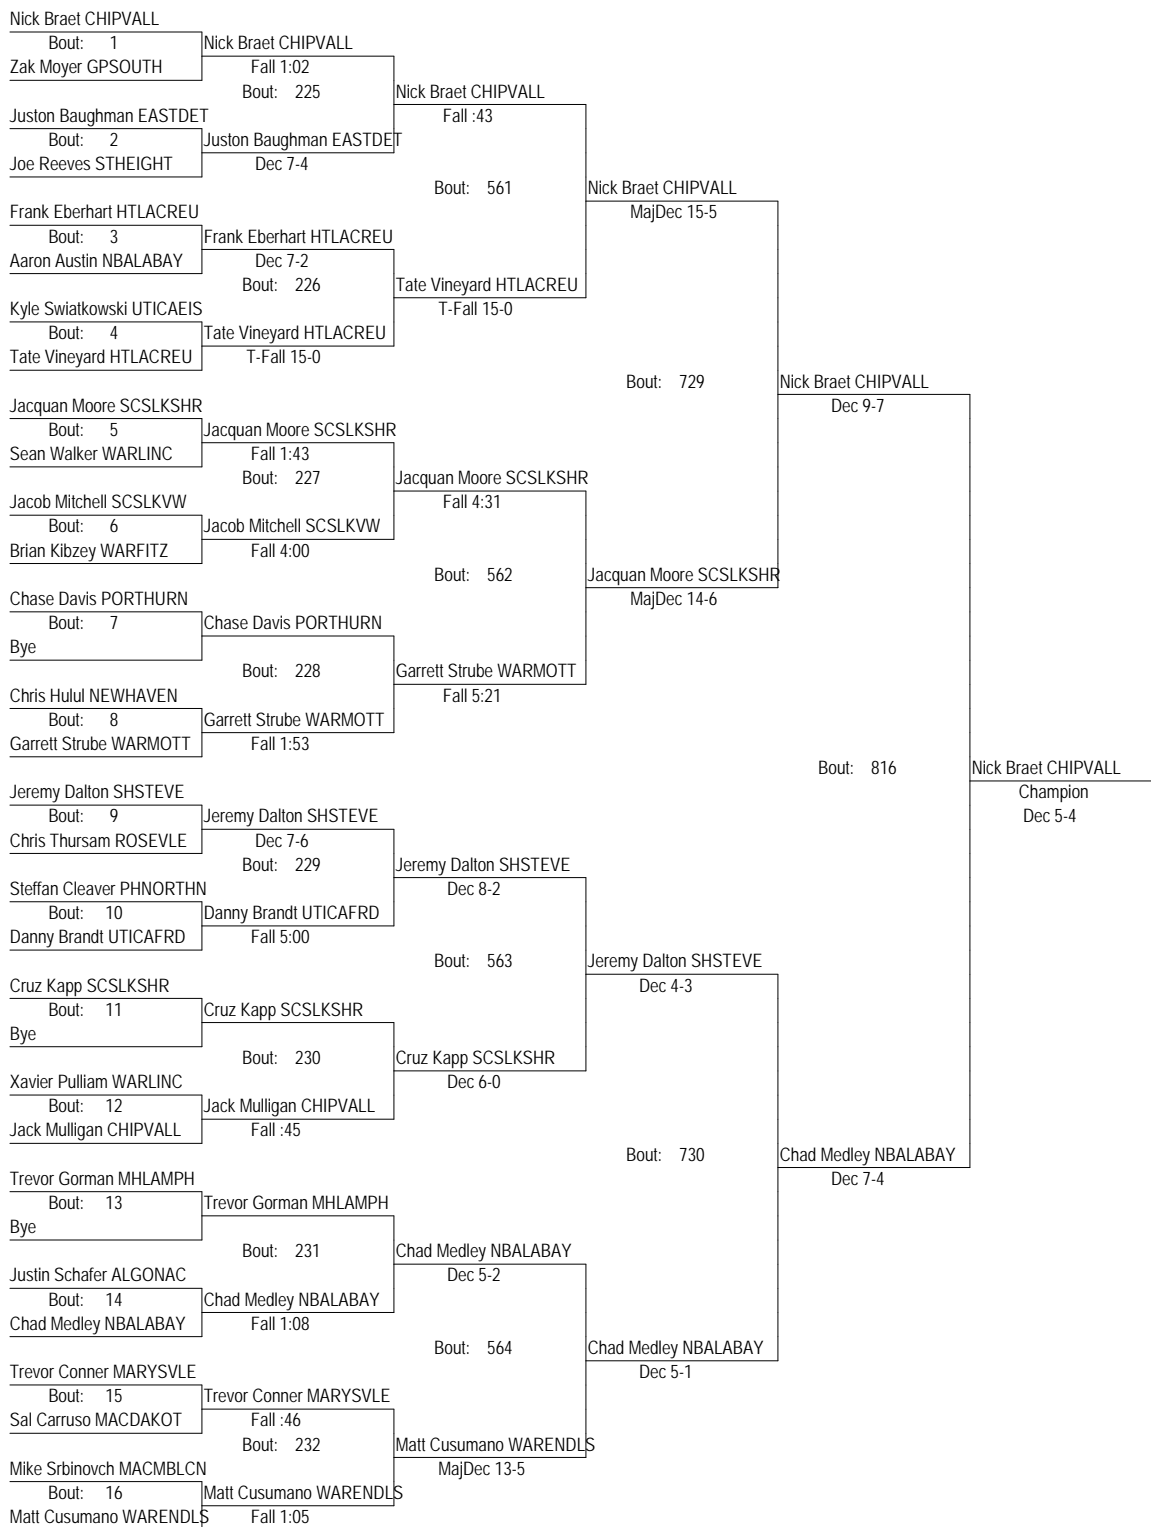 Nick Braet CHIPVALL
Bout: 1
Zak Moyer GPSOUTH
Juston Baughman EASTDET
Bout: 2
Joe Reeves STHEIGHT
Frank Eberhart HTLACREU
Bout: 3
Aaron Austin NBALABAY
Kyle Swiatkowski UTICAEIS
Bout: 4
Tate Vineyard HTLACREU
Jacquan Moore SCSLKSHR
Bout: 5
Sean Walker WARLINC
Jacob Mitchell SCSLKVW
Bout: 6
Brian Kibzey WARFITZ
Chase Davis PORTHURN
Bout: 7
Bye
Chris Hulul NEWHAVEN
Bout: 8
Garrett Strube WARMOTT
Jeremy Dalton SHSTEVE
Bout: 9
Chris Thursam ROSEVLE
Steffan Cleaver PHNORTHN
Bout: 10
Danny Brandt UTICAFRD
Cruz Kapp SCSLKSHR
Bout: 11
Bye
Xavier Pulliam WARLINC
Bout: 12
Jack Mulligan CHIPVALL
Trevor Gorman MHLAMPH
Bout: 13
Bye
Justin Schafer ALGONAC
Bout: 14
Chad Medley NBALABAY
Trevor Conner MARYSVLE
Bout: 15
Sal Carruso MACDAKOT
Mike Srbinovch MACMBLCN
Bout: 16
Matt Cusumano WARENDLS
Nick Braet CHIPVALL
Fall 1:02
Bout: 225
Juston Baughman EASTDET
Dec 7-4
Frank Eberhart HTLACREU
Dec 7-2
Bout: 226
Tate Vineyard HTLACREU
T-Fall 15-0
Jacquan Moore SCSLKSHR
Fall 1:43
Bout: 227
Jacob Mitchell SCSLKVW
Fall 4:00
Chase Davis PORTHURN
Bout: 228
Garrett Strube WARMOTT
Fall 1:53
Jeremy Dalton SHSTEVE
Dec 7-6
Bout: 229
Danny Brandt UTICAFRD
Fall 5:00
Cruz Kapp SCSLKSHR
Bout: 230
Jack Mulligan CHIPVALL
Fall :45
Trevor Gorman MHLAMPH
Bout: 231
Chad Medley NBALABAY
Fall 1:08
Trevor Conner MARYSVLE
Fall :46
Bout: 232
Matt Cusumano WARENDLS
Fall 1:05
Nick Braet CHIPVALL
Fall :43
Bout: 561
Tate Vineyard HTLACREU
T-Fall 15-0
Jacquan Moore SCSLKSHR
Fall 4:31
Bout: 562
Garrett Strube WARMOTT
Fall 5:21
Jeremy Dalton SHSTEVE
Dec 8-2
Bout: 563
Cruz Kapp SCSLKSHR
Dec 6-0
Chad Medley NBALABAY
Dec 5-2
Bout: 564
Matt Cusumano WARENDLS
MajDec 13-5
Nick Braet CHIPVALL
MajDec 15-5
Bout: 729
Jacquan Moore SCSLKSHR
MajDec 14-6
Jeremy Dalton SHSTEVE
Dec 4-3
Bout: 730
Chad Medley NBALABAY
Dec 5-1
Nick Braet CHIPVALL
Dec 9-7
Bout: 816
Chad Medley NBALABAY
Dec 7-4
Nick Braet CHIPVALL
Champion
Dec 5-4